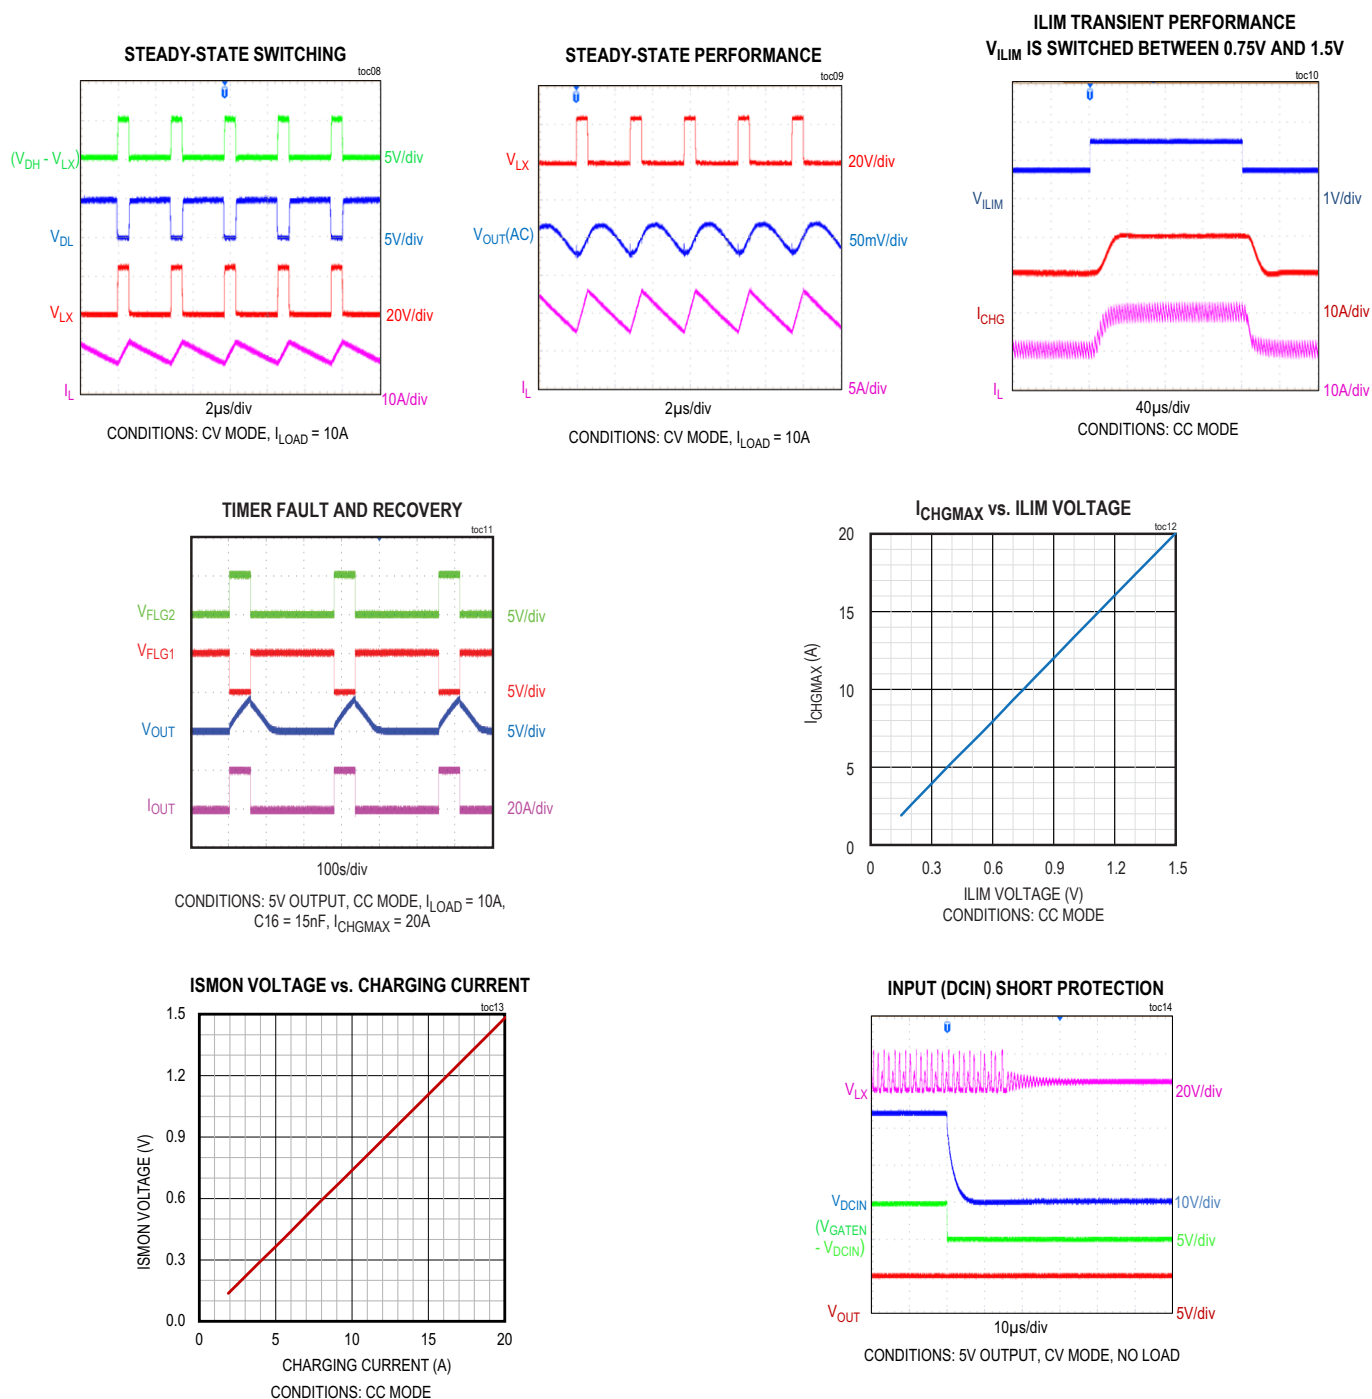 STEADY-STATE SWITCHING
toc08
(VDH - VLX)
5V/div
VDL
5V/div
VLX
20V/div
IL
10A/div
2µs/div
CONDITIONS: CV MODE, ILOAD = 10A
STEADY-STATE PERFORMANCE
toc09
VLX
20V/div
VOUT(AC)
50mV/div
IL
5A/div
2µs/div
CONDITIONS: CV MODE, ILOAD = 10A
ILIM TRANSIENT PERFORMANCE
VILIM IS SWITCHED BETWEEN 0.75V AND 1.5V
toc10
VILIM
1V/div
ICHG
10A/div
IL
10A/div
40µs/div
CONDITIONS: CC MODE
TIMER FAULT AND RECOVERY
toc11
VFLG2
5V/div
VFLG1
5V/div
VOUT
5V/div
IOUT
20A/div
100s/div
CONDITIONS: 5V OUTPUT, CC MODE, ILOAD = 10A,
C16 = 15nF, ICHGMAX = 20A
ICHGMAX vs. ILIM VOLTAGE
toc12
20
15
10
5
0
ICHGMAX (A)
0 0.3 0.6 0.9 1.2 1.5
ILIM VOLTAGE (V)
CONDITIONS: CC MODE
ISMON VOLTAGE vs. CHARGING CURRENT
toc13
1.5
1.2
0.9
0.6
0.3
0.0
ISMON VOLTAGE (V)
0 5 10 15 20
CHARGING CURRENT (A)
CONDITIONS: CC MODE
INPUT (DCIN) SHORT PROTECTION
toc14
VLX
20V/div
VDCIN
10V/div
(VGATEN
- VDCIN)
5V/div
VOUT
5V/div
10µs/div
CONDITIONS: 5V OUTPUT, CV MODE, NO LOAD